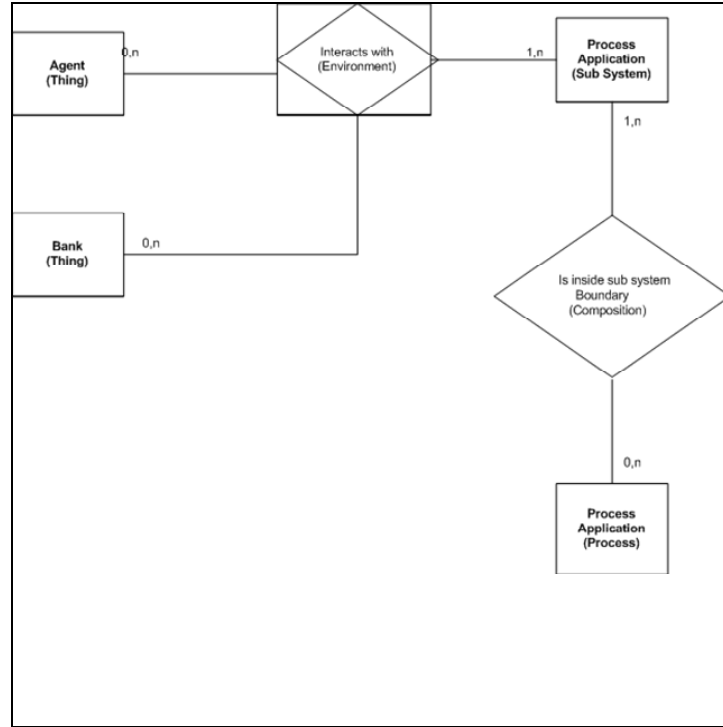 0,n
Agent
(Thing)
Interacts with
(Environment)
1,n
Process
Application
(Sub System)
1,n
Bank
(Thing)
0,n
Is inside sub system
Boundary
(Composition)
0,n
Process
Application
(Process)